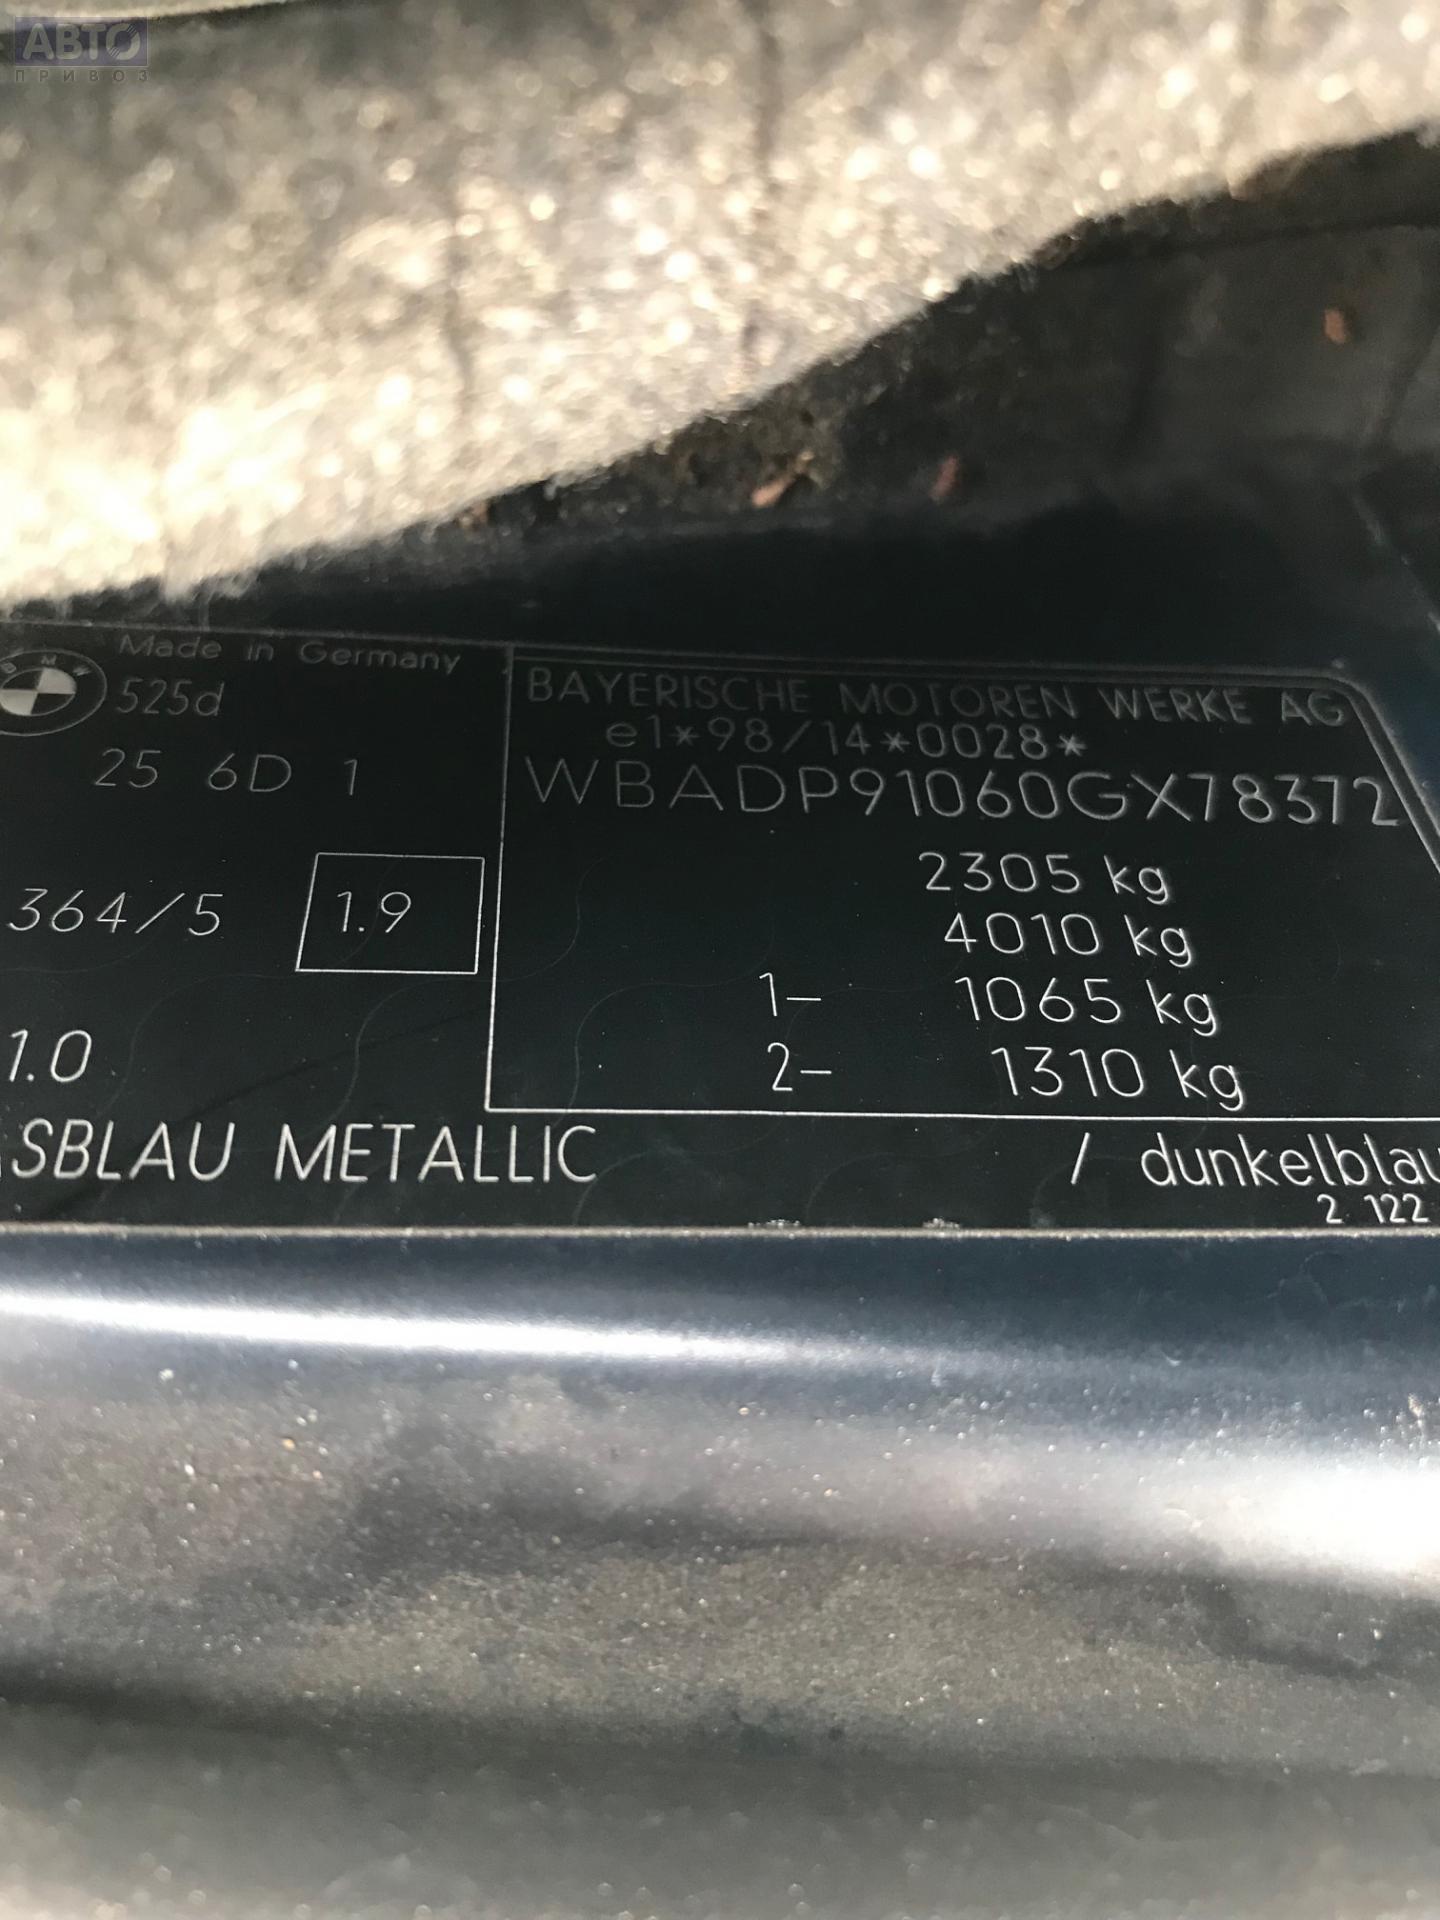 АВТО
ПРИВОЗ
Made in Germany
BMW
525d
25 6D 1
364/5
1.9
1.0
SBLAU METALLIC / dunkelblau
BAYERISCHE MOTOREN WERKE AG
e1*98/14*0028*
WBADP91060GX78372
2305 kg
4010 kg
1- 1065 kg
2- 1310 kg
2 122